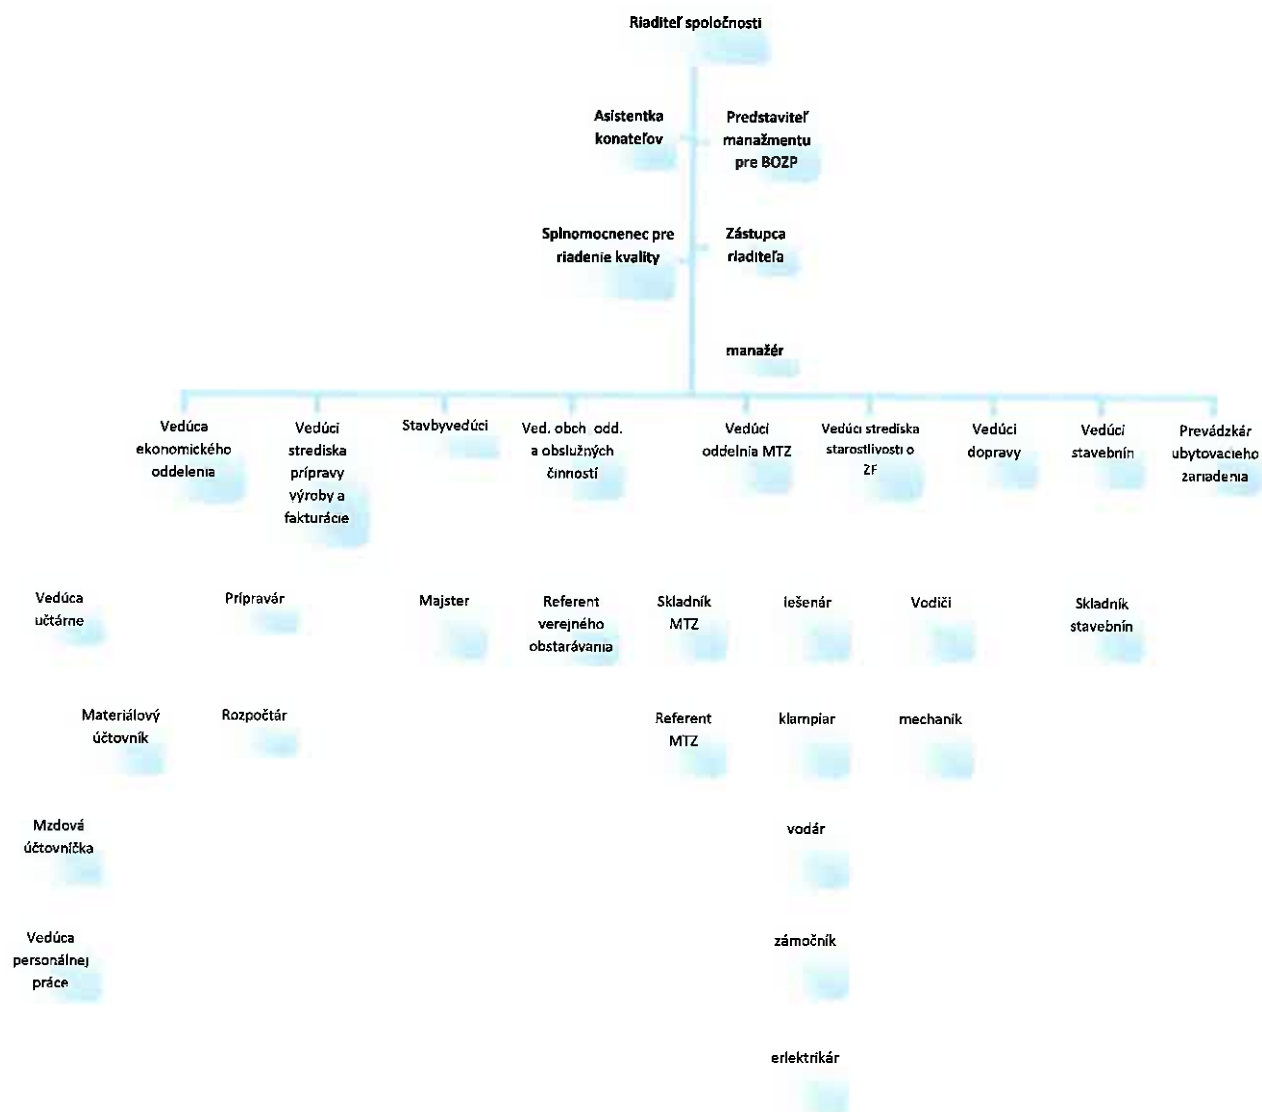 Riaditeľ spoločnosti
Asistentka
konateľov
Predstaviteľ
manažmentu
pre BOZP
Splnomocnenec pre
riadenie kvality
Zástupca
riaditeľa
manažér
Vedúca
ekonomického
oddelenia
Vedúci
strediska
prípravy
výroby a
fakturácie
Stavbyvedúci
Ved. obch. odd.
a obslužných
činností
Vedúci
oddelnia MTZ
Vedúci strediska
starostlivosti o
ZF
Vedúci
dopravy
Vedúci
stavebnín
Prevádzkár
ubytovacieho
zariadenia
Vedúca
učtárne
Prípravár
Majster
Referent
verejného
obstarávania
Skladník
MTZ
lešenár
Vodiči
Skladník
stavebnín
Materiálový
účtovník
Rozpočtár
Referent
MTZ
klampiar
mechanik
Mzdová
účtovníčka
vodár
Vedúca
personálnej
práce
zámočník
erlektrikár